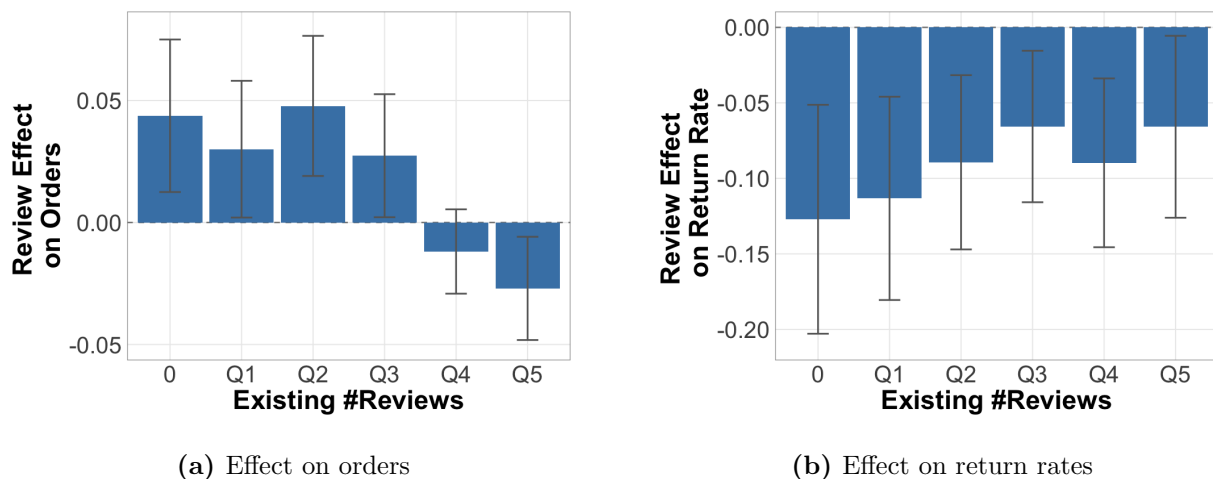 Review Effect
on Orders
0.05
0.00
-0.05
0
Q1
Q2
Q3
Q4
Q5
Existing #Reviews
(a) Effect on orders
Review Effect
on Return Rate
0.00
-0.05
-0.10
-0.15
-0.20
0
Q1
Q2
Q3
Q4
Q5
Existing #Reviews
(b) Effect on return rates